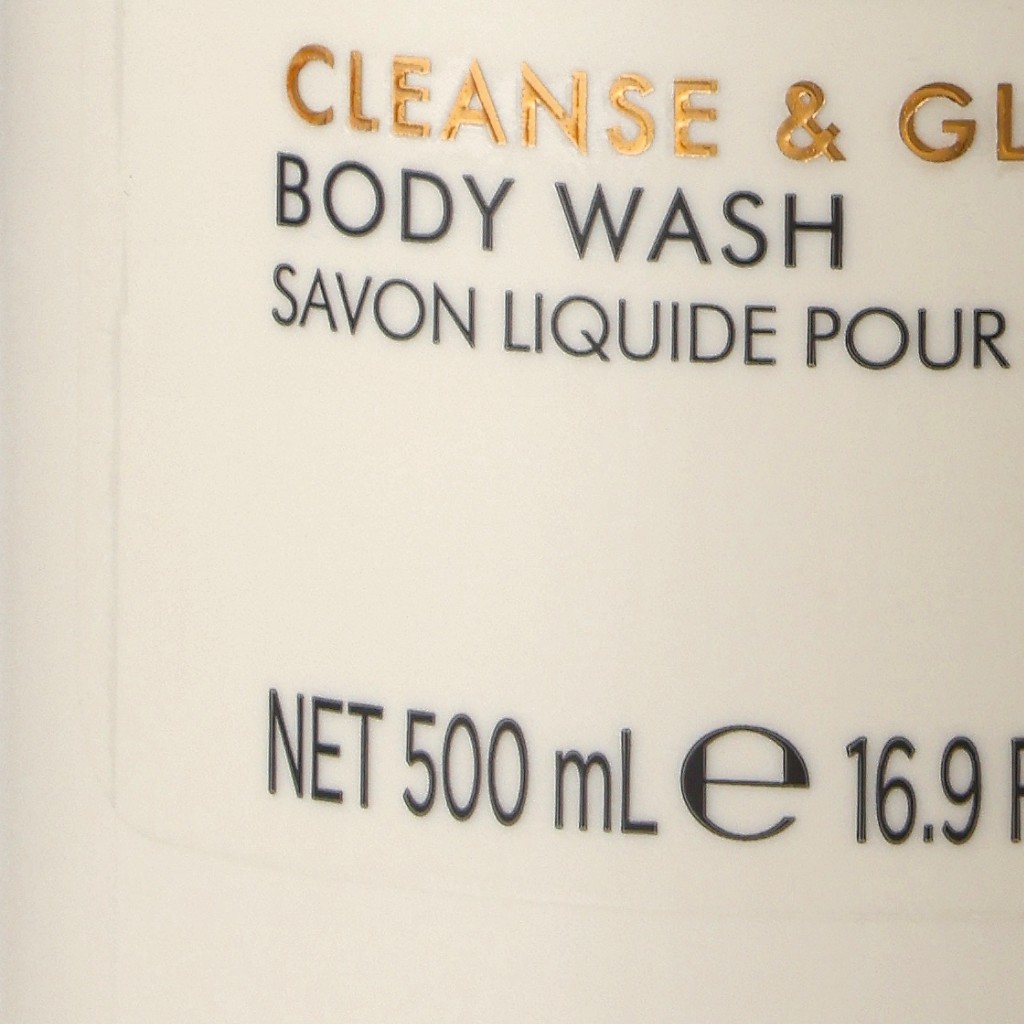 CLEANSE &
BODY WASH
SAVON LIQUIDE POUR
NET 500 mL ℮ 16.9